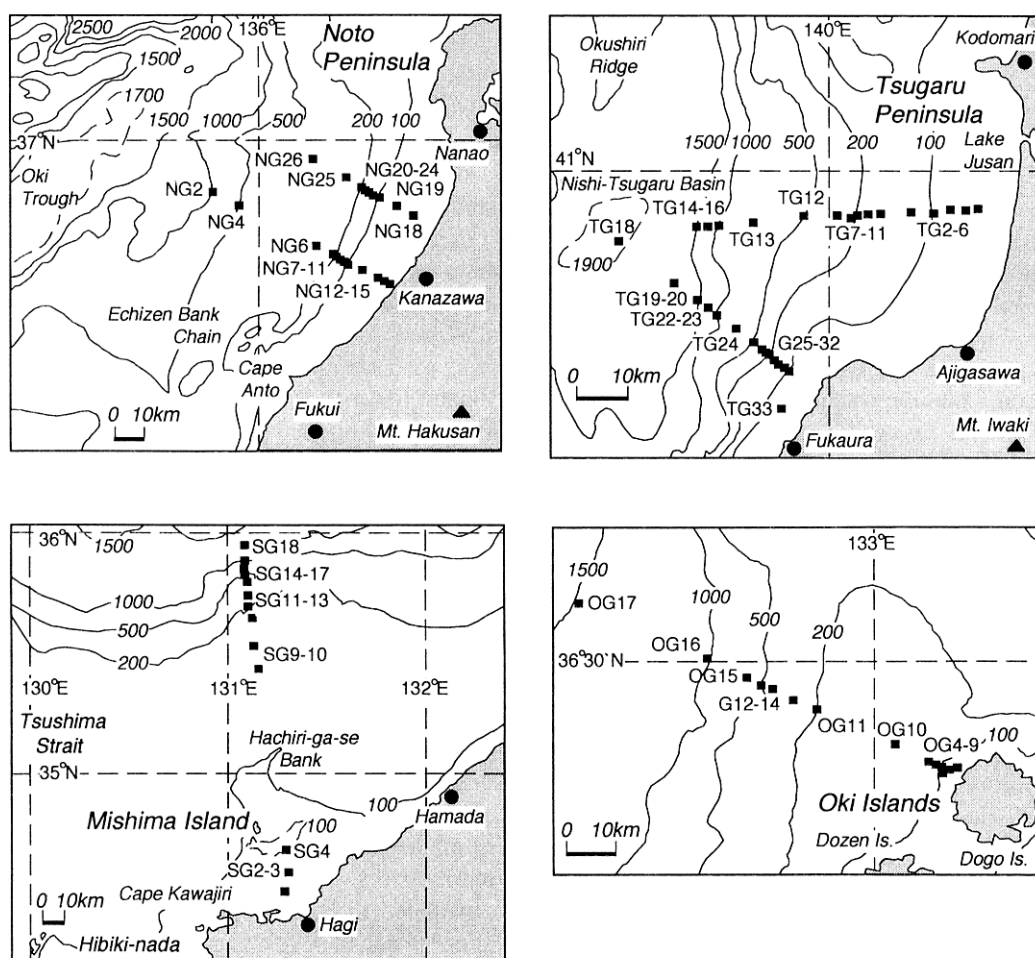 2500
2000
136°E
Noto
Peninsula
1500
1700
1500
1000
500
200
100
37°N
Nanao
Oki
Trough
NG26
NG20-24
NG25
NG19
NG2
NG4
NG18
NG6
NG7-11
NG12-15
Kanazawa
Echizen Bank
Chain
Cape
Anto
0 10km
Fukui
Mt. Hakusan
Okushiri
Ridge
140°E
Kodomari
Tsugaru
Peninsula
1500
1000
500
200
100
Lake
Jusan
41°N
Nishi-Tsugaru Basin
TG12
TG14-16
TG18
TG13
TG7-11
TG2-6
1900
TG19-20
TG22-23
TG24
G25-32
0 10km
TG33
Ajigasawa
Fukaura
Mt. Iwaki
36°N
1500
SG18
SG14-17
1000
SG11-13
500
200
SG9-10
130°E
131°E
132°E
Tsushima
Strait
Hachiri-ga-se
Bank
35°N
100
Hamada
Mishima Island
100
SG4
SG2-3
Cape Kawajiri
0 10km
Hagi
Hibiki-nada
133°E
1500
OG17
1000
500
200
OG16
36°30'N
OG15
G12-14
OG11
OG10
OG4-9
100
Oki Islands
0 10km
Dozen Is.
Dogo Is.